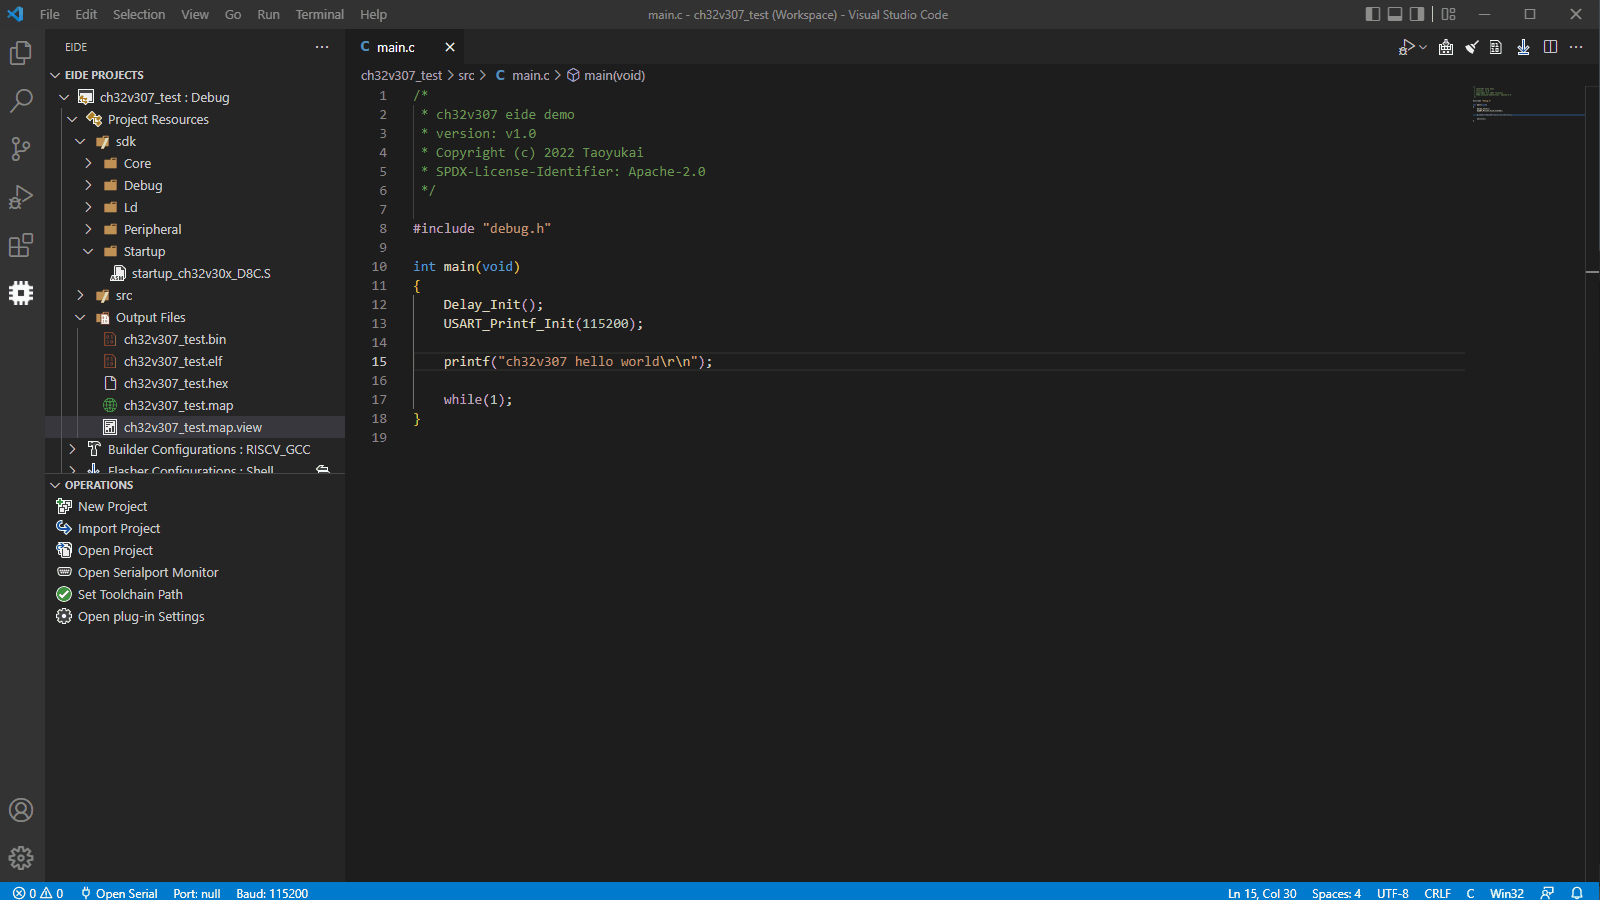 File Edit Selection View Go Run Terminal Help
main.c - ch32v307_test (Workspace) - Visual Studio Code
EIDE
EIDE PROJECTS
ch32v307_test : Debug
Project Resources
sdk
Core
Debug
Ld
Peripheral
Startup
startup_ch32v30x_D8C.S
src
Output Files
ch32v307_test.bin
ch32v307_test.elf
ch32v307_test.hex
ch32v307_test.map
ch32v307_test.map.view
Builder Configurations : RISCV_GCC
Flasher Configurations : Shell
OPERATIONS
New Project
Import Project
Open Project
Open Serialport Monitor
Set Toolchain Path
Open plug-in Settings
C main.c
ch32v307_test > src > C main.c > main(void)
1 /*
2 * ch32v307 eide demo
3 * version: v1.0
4 * Copyright (c) 2022 Taoyukai
5 * SPDX-License-Identifier: Apache-2.0
6 */
7
8 #include "debug.h"
9
10 int main(void)
11 {
12 Delay_Init();
13 USART_Printf_Init(115200);
14
15 printf("ch32v307 hello world\r\n");
16
17 while(1);
18 }
19
0 0 Open Serial Port: null Baud: 115200
Ln 15, Col 30 Spaces: 4 UTF-8 CRLF C Win32